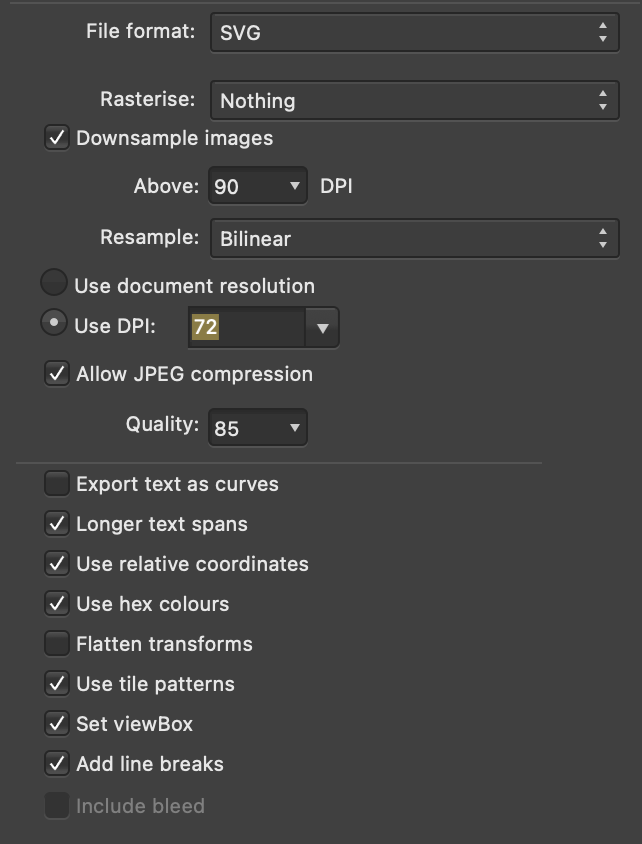 File format: SVG
Rasterise: Nothing
Downsample images
Above: 90 DPI
Resample: Bilinear
Use document resolution
Use DPI: 72
Allow JPEG compression
Quality: 85
Export text as curves
Longer text spans
Use relative coordinates
Use hex colours
Flatten transforms
Use tile patterns
Set viewBox
Add line breaks
Include bleed